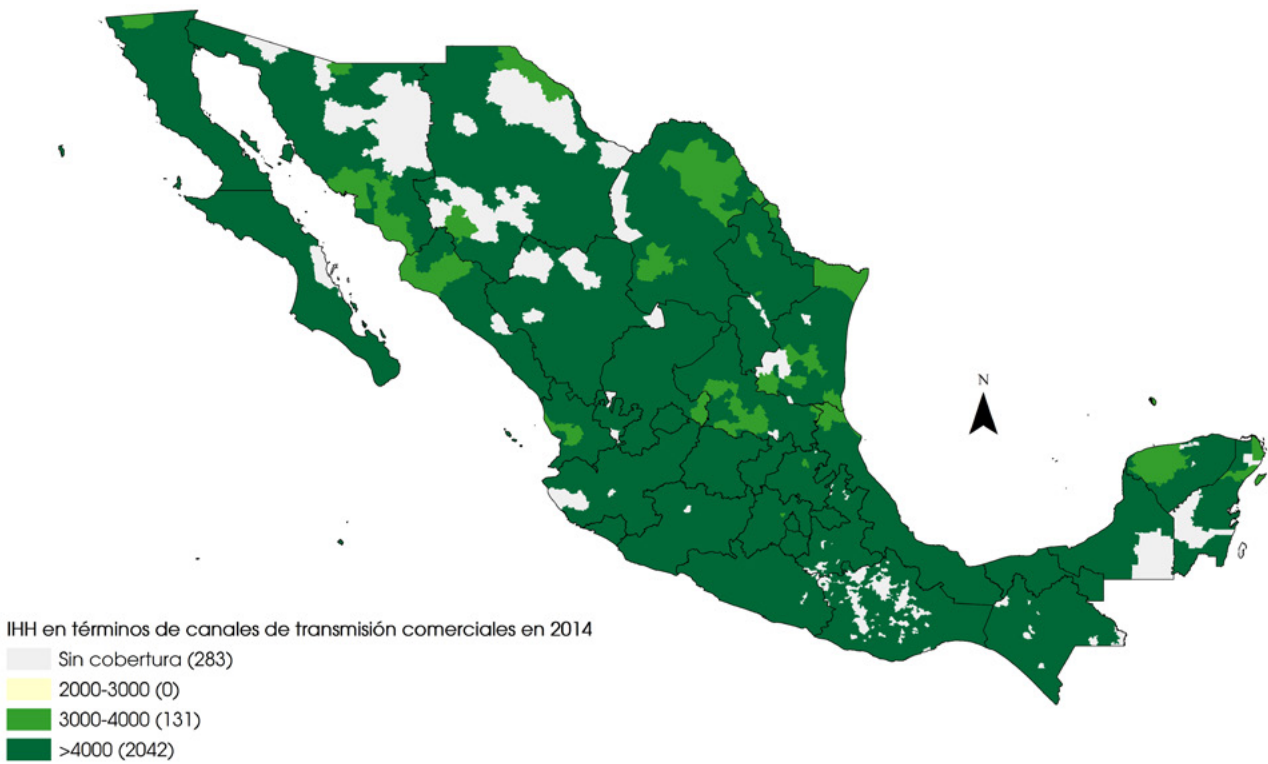 N
IHH en términos de canales de transmisión comerciales en 2014
Sin cobertura (283)
2000-3000 (0)
3000-4000 (131)
>4000 (2042)